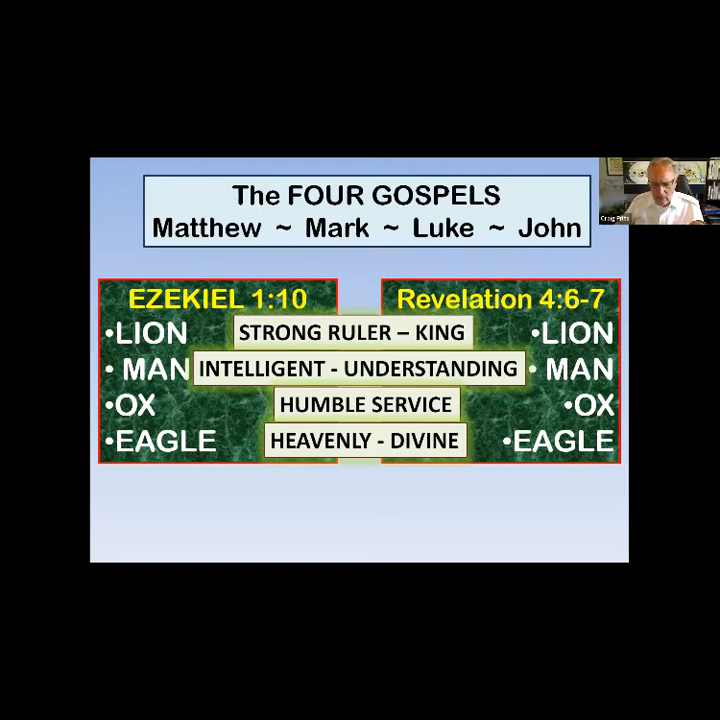 The FOUR GOSPELS
Matthew ~ Mark ~ Luke ~ John
Craig Pitts
EZEKIEL 1:10
Revelation 4:6-7
•LION
STRONG RULER – KING
•LION
• MAN
INTELLIGENT - UNDERSTANDING
• MAN
•OX
HUMBLE SERVICE
•OX
•EAGLE
HEAVENLY - DIVINE
•EAGLE